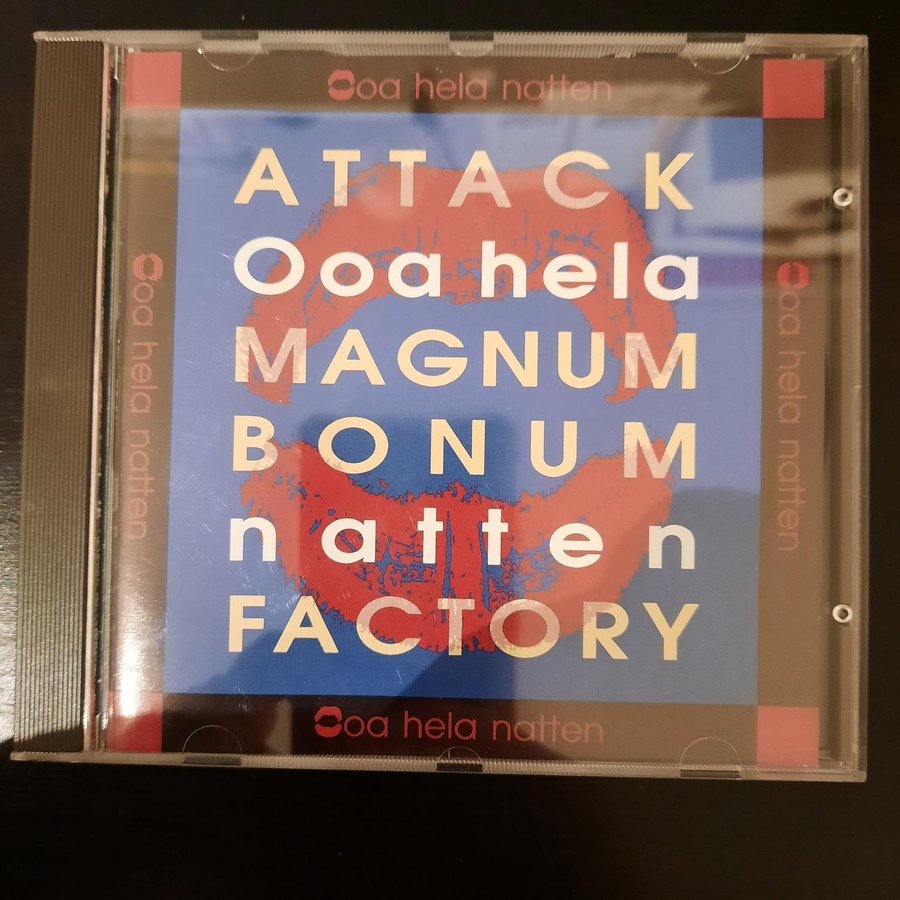 Ooa hela natten
ATTACK
Ooa hela
MAGNUM
BONUM
natten
FACTORY
Ooa hela natten
Ooa hela natten
Ooa hela natten